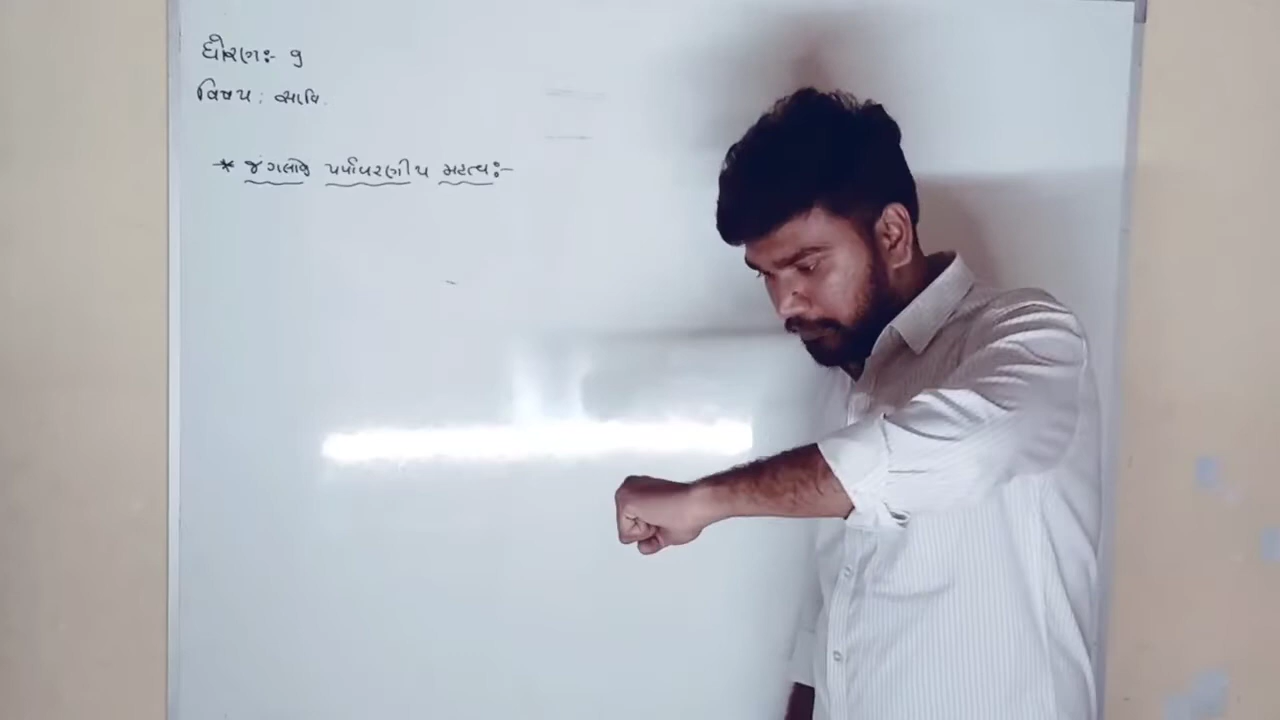 ધોરણ:- ૭
વિષય: સા.વિ.
* જંગલોનું પર્યાવરણીય મહત્વ:-